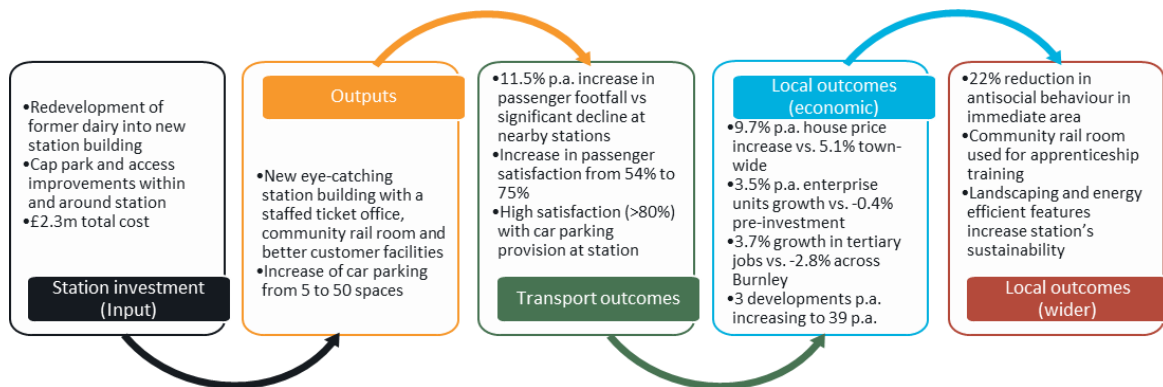 •Redevelopment of
former dairy into new
station building
•Cap park and access
improvements within
and around station
•£2.3m total cost
Station investment
(Input)
Outputs
•New eye-catching
station building with a
staffed ticket office,
community rail room and
better customer facilities
•Increase of car parking
from 5 to 50 spaces
•11.5% p.a. increase in
passenger footfall vs
significant decline at
nearby stations
•Increase in passenger
satisfaction from 54% to
75%
•High satisfaction (>80%)
with car parking
provision at station
Transport outcomes
Local outcomes
(economic)
•9.7% p.a. house price
increase vs. 5.1% town-
wide
•3.5% p.a. enterprise
units growth vs. -0.4%
pre-investment
•3.7% growth in tertiary
jobs vs. -2.8% across
Burnley
•3 developments p.a.
increasing to 39 p.a.
•22% reduction in
antisocial behaviour in
immediate area
•Community rail room
used for apprenticeship
training
•Landscaping and energy
efficient features
increase station's
sustainability
Local outcomes
(wider)